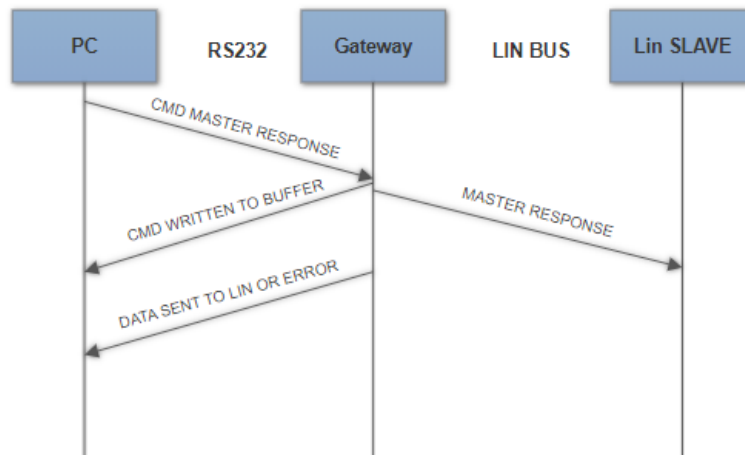 PC
RS232
Gateway
LIN BUS
Lin SLAVE
CMD MASTER RESPONSE
CMD WRITTEN TO BUFFER
MASTER RESPONSE
DATA SENT TO LIN OR ERROR